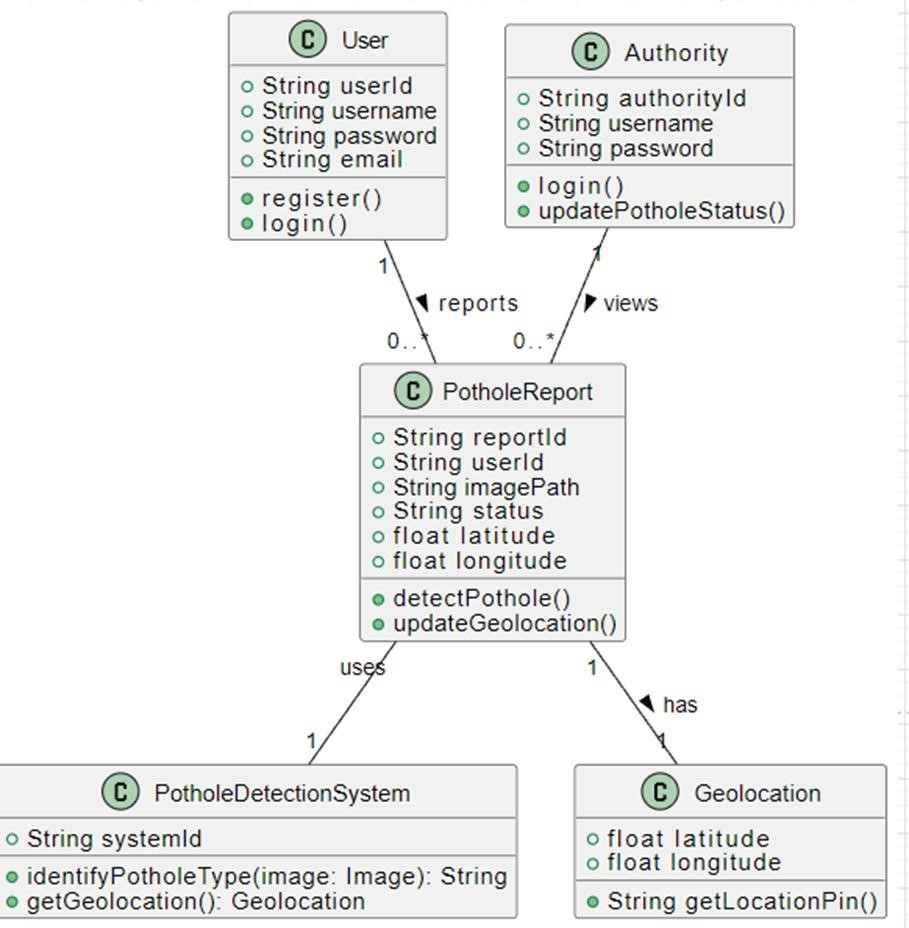 C User
String userId
String username
String password
String email
register()
login()
C Authority
String authorityId
String username
String password
login()
updatePotholeStatus()
1
1
reports
views
0..*
0..*
C PotholeReport
String reportId
String userId
String imagePath
String status
float latitude
float longitude
detectPothole()
updateGeolocation()
uses
1
has
1
1
C PotholeDetectionSystem
String systemId
identifyPotholeType(image: Image): String
getGeolocation(): Geolocation
C Geolocation
float latitude
float longitude
String getLocationPin()